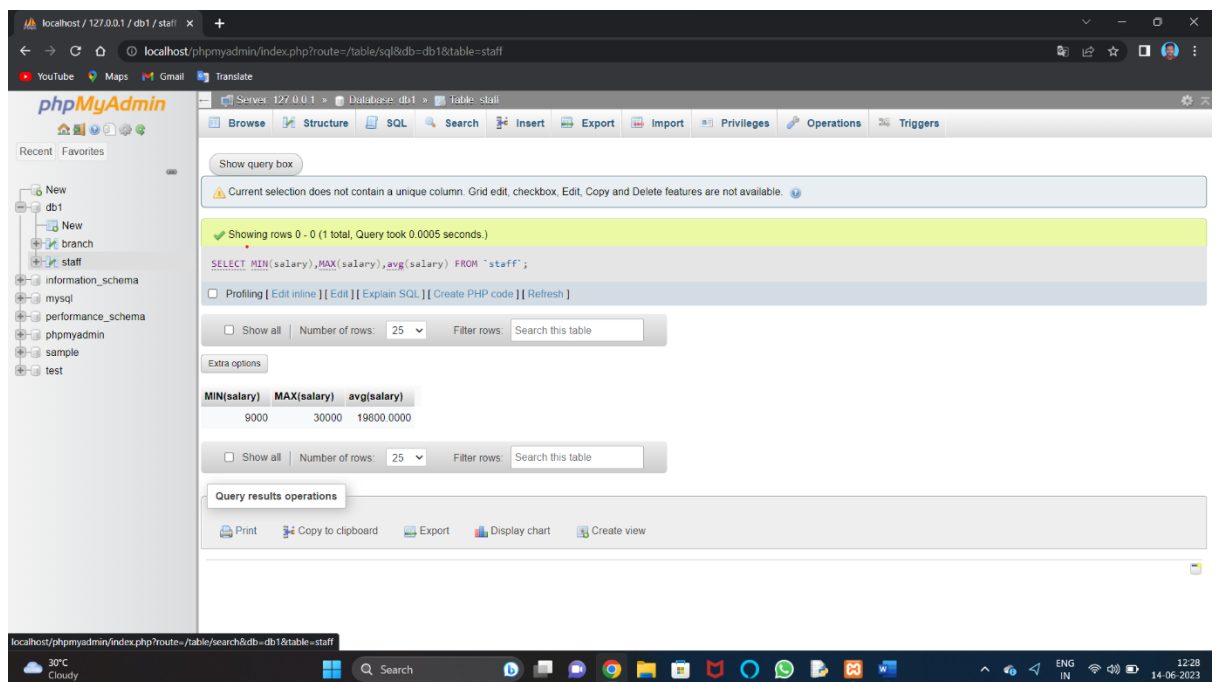 localhost / 127.0.0.1 / db1 / staff
localhost/phpmyadmin/index.php?route=/table/sql&db=db1&table=staff
YouTube Maps Gmail Translate
phpMyAdmin
Recent Favorites
New
db1
New
branch
staff
information_schema
mysql
performance_schema
phpmyadmin
sample
test
Server: 127.0.0.1 » Database: db1 » Table: staff
Browse Structure SQL Search Insert Export Import Privileges Operations Triggers
Show query box
Current selection does not contain a unique column. Grid edit, checkbox, Edit, Copy and Delete features are not available.
Showing rows 0 - 0 (1 total, Query took 0.0005 seconds.)
SELECT MIN(salary),MAX(salary),avg(salary) FROM `staff`;
Profiling [ Edit inline ] [ Edit ] [ Explain SQL ] [ Create PHP code ] [ Refresh ]
Show all | Number of rows: 25 Filter rows: Search this table
Extra options
MIN(salary) MAX(salary) avg(salary)
9000 30000 19800.0000
Show all | Number of rows: 25 Filter rows: Search this table
Query results operations
Print Copy to clipboard Export Display chart Create view
localhost/phpmyadmin/index.php?route=/table/search&db=db1&table=staff
30°C
Cloudy
Search
ENG
IN
12:28
14-06-2023